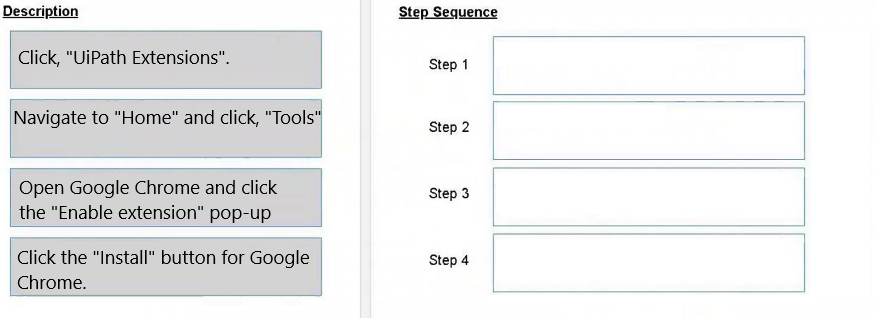 Description
Click, "UiPath Extensions".
Navigate to "Home" and click, "Tools"
Open Google Chrome and click
the "Enable extension" pop-up
Click the "Install" button for Google
Chrome.
Step Sequence
Step 1
Step 2
Step 3
Step 4